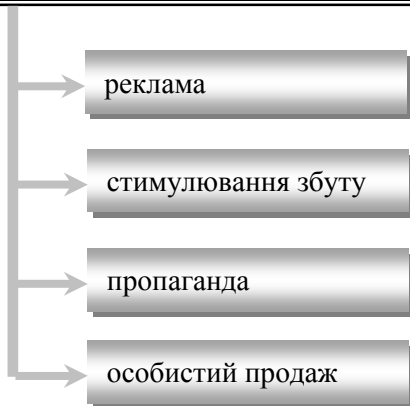 реклама
стимулювання збуту
пропаганда
особистий продаж